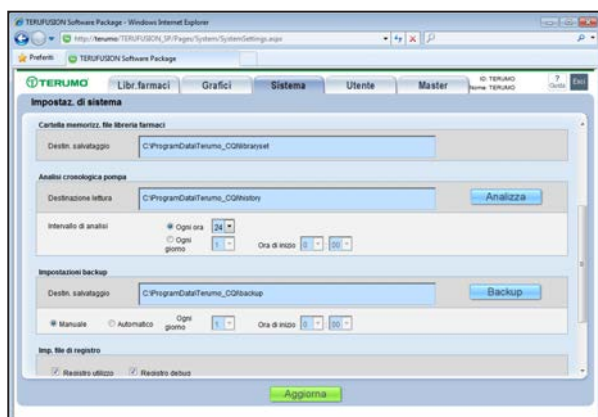 TERUFUSION Software Package - Windows Internet Explorer
http://terumo/TERUFUSION_SP/Pages/System/SystemSettings.aspx
Preferiti TERUFUSION Software Package
TERUMO Libr.farmaci Grafici Sistema Utente Master ID: TERUMO Nome: TERUMO ? Guida Esci
Impostaz. di sistema
Cartella memorizz. file libreria farmaci
Destin. salvataggio C:\ProgramData\Terumo_CQI\libraryset
Analisi cronologica pompa
Destinazione lettura C:\ProgramData\Terumo_CQI\history Analizza
Intervallo di analisi Ogni ora 24
Ogni giorno 1 Ora di inizio 0 : 00
Impostazioni backup
Destin. salvataggio C:\ProgramData\Terumo_CQI\backup Backup
Manuale Automatico Ogni giorno 1 Ora di inizio 0 : 00
Imp. file di registro
Registro utilizzo Registro debug
Aggiorna